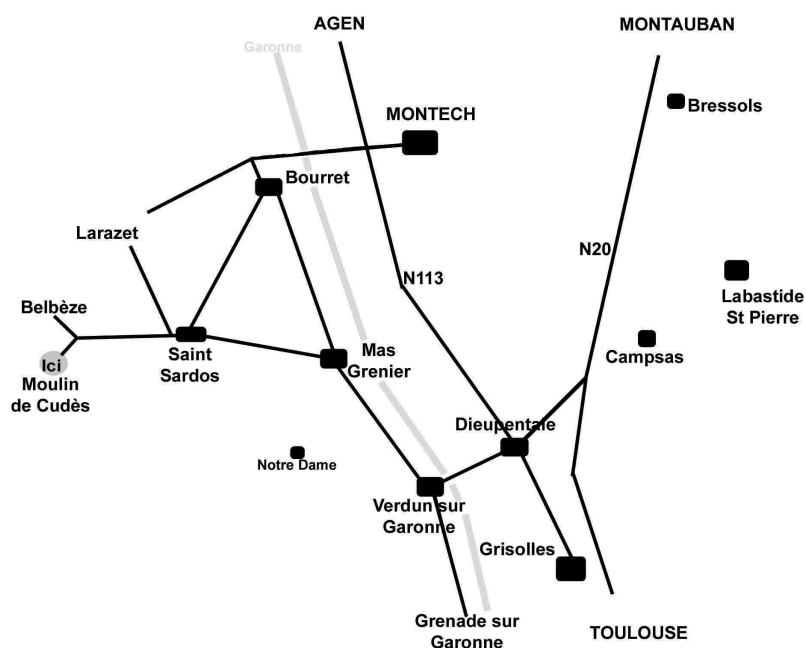 AGEN
MONTAUBAN
Garonne
Bressols
MONTECH
Bourret
Larazet
N20
N113
Labastide
St Pierre
Belbèze
Ici
Moulin
de Cudès
Saint
Sardos
Mas
Grenier
Campsas
Dieupentale
Notre Dame
Verdun sur
Garonne
Grisolles
Grenade sur
Garonne
TOULOUSE